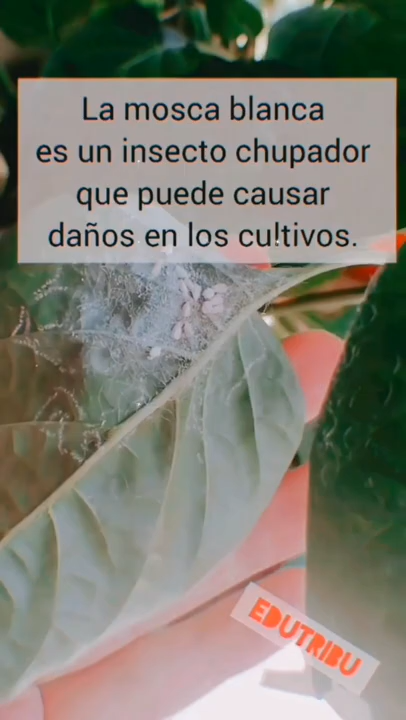 La mosca blanca
es un insecto chupador
que puede causar
daños en los cultivos.
EDUTRIBU